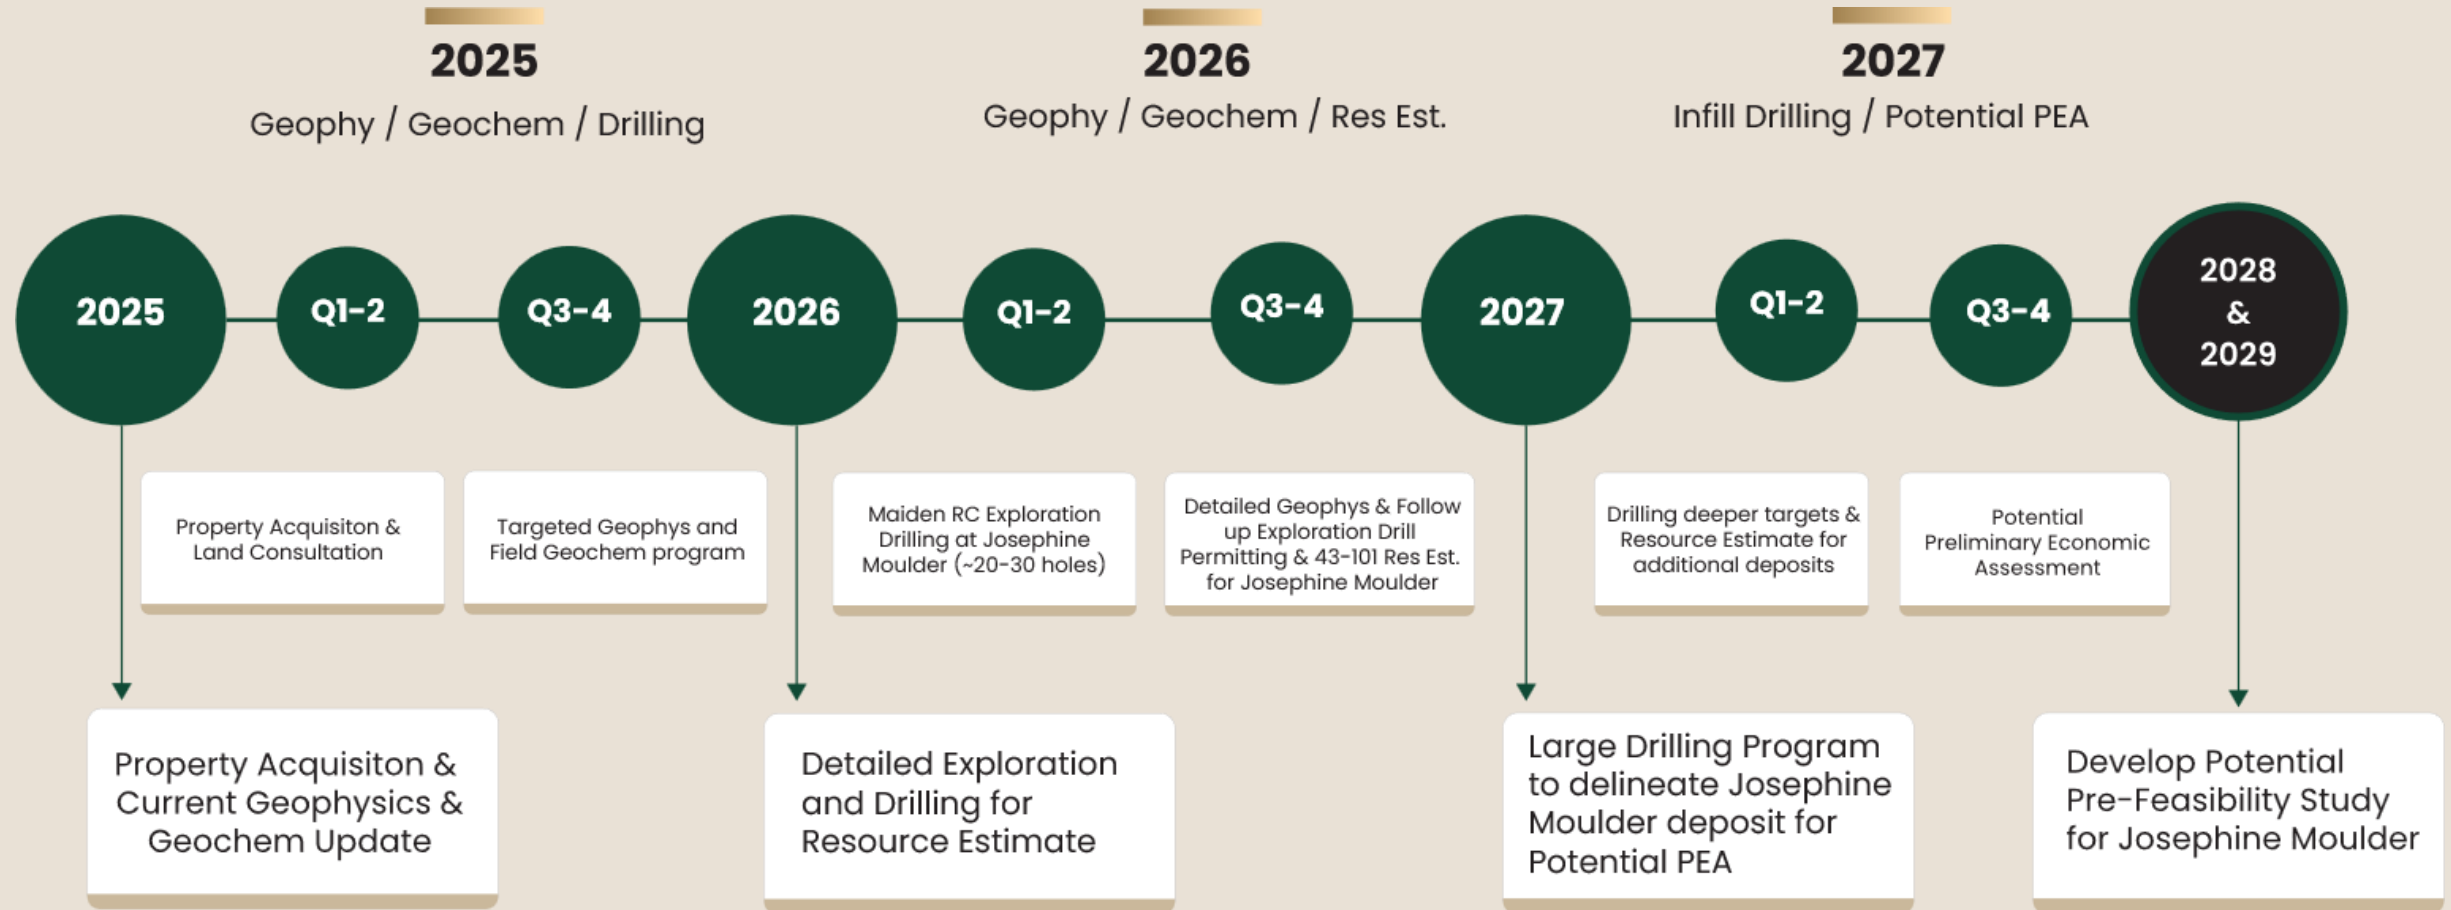 2025
Geophy / Geochem / Drilling
2026
Geophy / Geochem / Res Est.
2027
Infill Drilling / Potential PEA
2025
Q1-2
Q3-4
2026
Q1-2
Q3-4
2027
Q1-2
Q3-4
2028
&
2029
Property Acquisiton &
Land Consultation
Targeted Geophys and
Field Geochem program
Maiden RC Exploration
Drilling at Josephine
Moulder (~20-30 holes)
Detailed Geophys & Follow
up Exploration Drill
Permitting & 43-101 Res Est.
for Josephine Moulder
Drilling deeper targets &
Resource Estimate for
additional deposits
Potential
Preliminary Economic
Assessment
Property Acquisiton &
Current Geophysics &
Geochem Update
Detailed Exploration
and Drilling for
Resource Estimate
Large Drilling Program
to delineate Josephine
Moulder deposit for
Potential PEA
Develop Potential
Pre-Feasibility Study
for Josephine Moulder